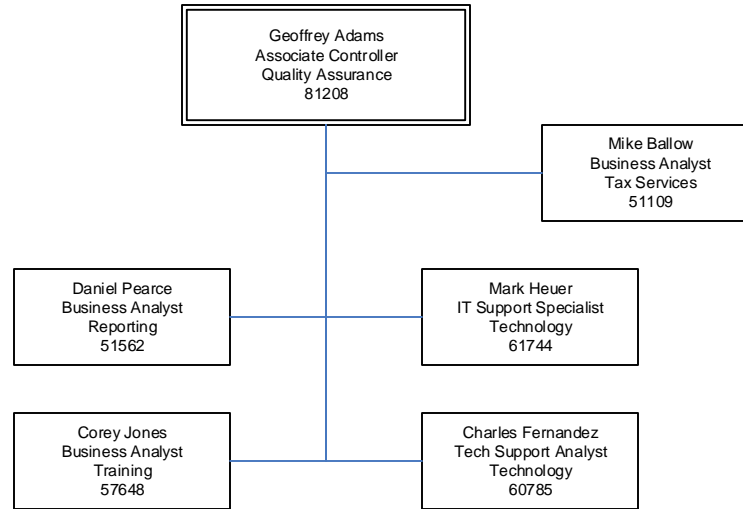 Geoffrey Adams
Associate Controller
Quality Assurance
81208
Mike Ballow
Business Analyst
Tax Services
51109
Daniel Pearce
Business Analyst
Reporting
51562
Mark Heuer
IT Support Specialist
Technology
61744
Corey Jones
Business Analyst
Training
57648
Charles Fernandez
Tech Support Analyst
Technology
60785